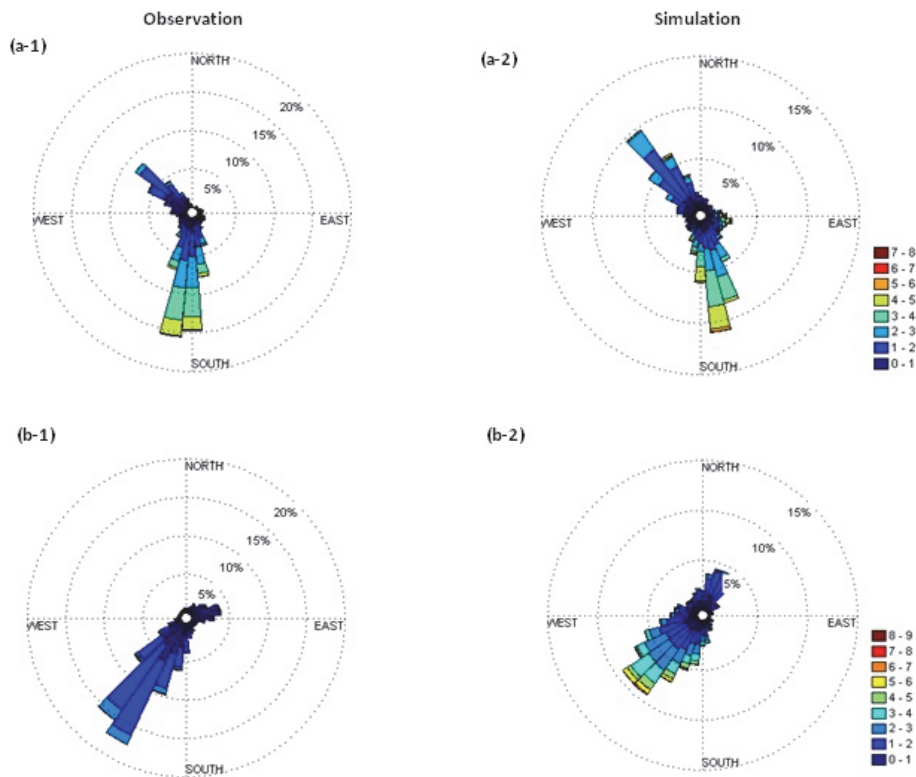 Observation
Simulation
(a-1)
NORTH
20%
15%
10%
5%
WEST
EAST
SOUTH
(a-2)
NORTH
15%
10%
5%
WEST
EAST
SOUTH
7 - 8
6 - 7
5 - 6
4 - 5
3 - 4
2 - 3
1 - 2
0 - 1
(b-1)
NORTH
20%
15%
10%
5%
WEST
EAST
SOUTH
(b-2)
NORTH
15%
10%
5%
WEST
EAST
SOUTH
8 - 9
7 - 8
6 - 7
5 - 6
4 - 5
3 - 4
2 - 3
1 - 2
0 - 1